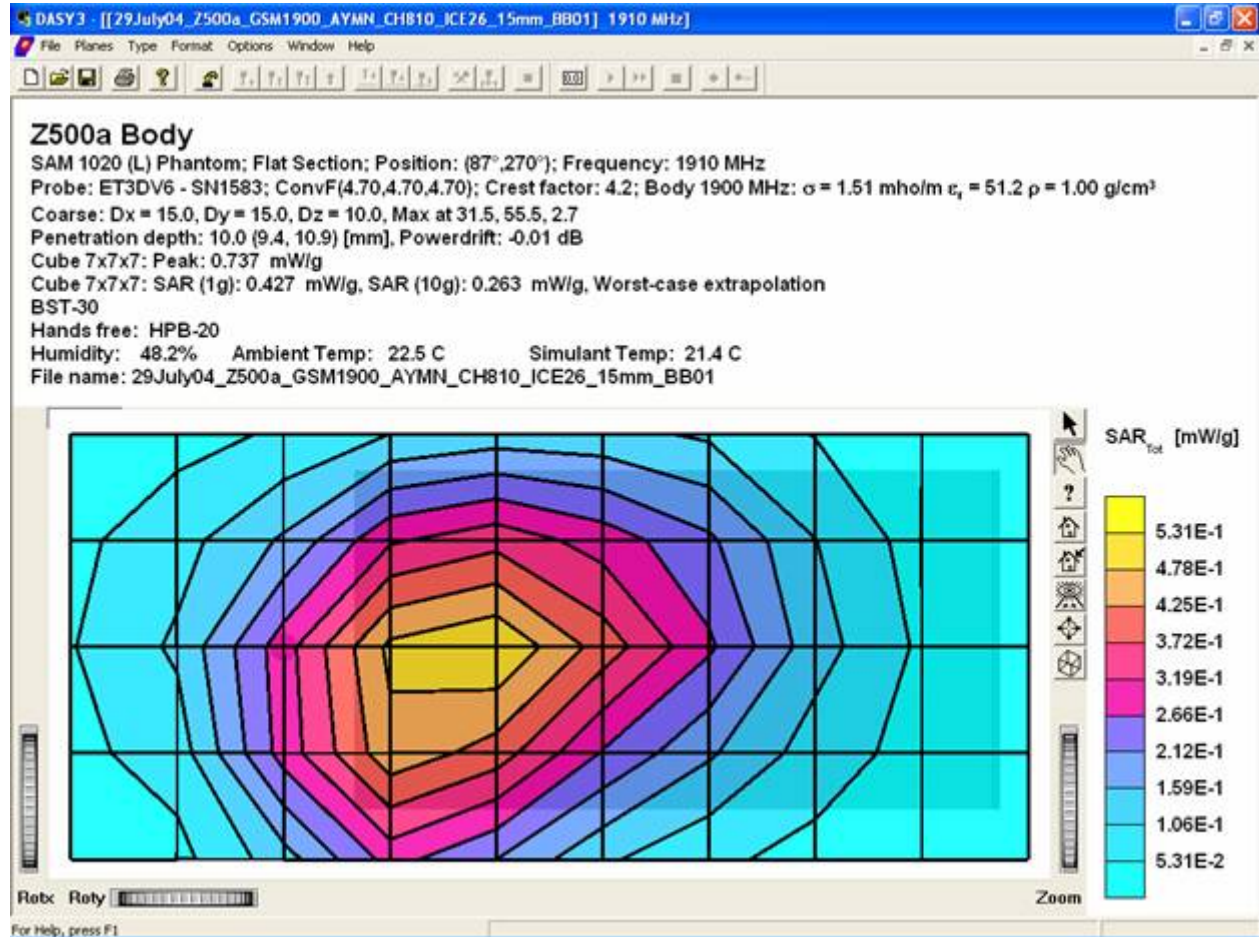 DASY3 - [[29July04_Z500a_GSM1900_AYMN_CH810_ICE26_15mm_BB01] 1910 MHz]
File Planes Type Format Options Window Help
Z500a Body
SAM 1020 (L) Phantom; Flat Section; Position: (87°,270°); Frequency: 1910 MHz
Probe: ET3DV6 - SN1583; ConvF(4.70,4.70,4.70); Crest factor: 4.2; Body 1900 MHz: σ = 1.51 mho/m εr = 51.2 ρ = 1.00 g/cm³
Coarse: Dx = 15.0, Dy = 15.0, Dz = 10.0, Max at 31.5, 55.5, 2.7
Penetration depth: 10.0 (9.4, 10.9) [mm], Powerdrift: -0.01 dB
Cube 7x7x7: Peak: 0.737 mW/g
Cube 7x7x7: SAR (1g): 0.427 mW/g, SAR (10g): 0.263 mW/g, Worst-case extrapolation
BST-30
Hands free: HPB-20
Humidity: 48.2% Ambient Temp: 22.5 C Simulant Temp: 21.4 C
File name: 29July04_Z500a_GSM1900_AYMN_CH810_ICE26_15mm_BB01
SARTot [mW/g]
5.31E-1
4.78E-1
4.25E-1
3.72E-1
3.19E-1
2.66E-1
2.12E-1
1.59E-1
1.06E-1
5.31E-2
Rotx Roty Zoom
For Help, press F1